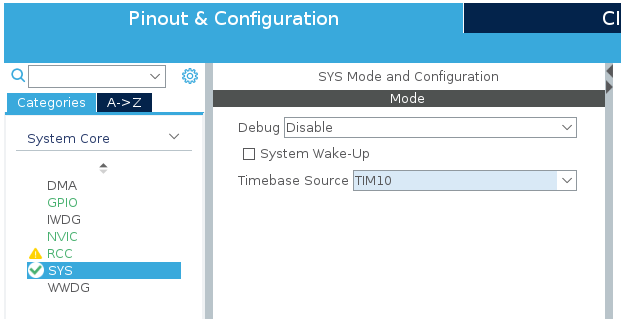 Pinout & Configuration
Cl
Categories
A->Z
System Core
DMA
GPIO
IWDG
NVIC
RCC
SYS
WWDG
SYS Mode and Configuration
Mode
Debug Disable
System Wake-Up
Timebase Source TIM10